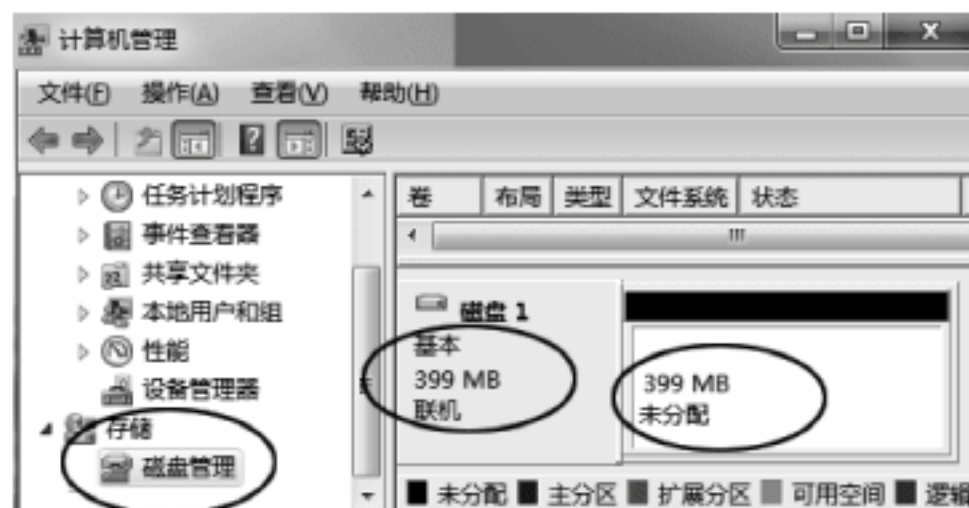 计算机管理
文件(F) 操作(A) 查看(V) 帮助(H)
任务计划程序
事件查看器
共享文件夹
本地用户和组
性能
设备管理器
存储
磁盘管理
卷 布局 类型 文件系统 状态
磁盘 1
基本
399 MB
联机
399 MB
未分配
未分配 主分区 扩展分区 可用空间 逻辑